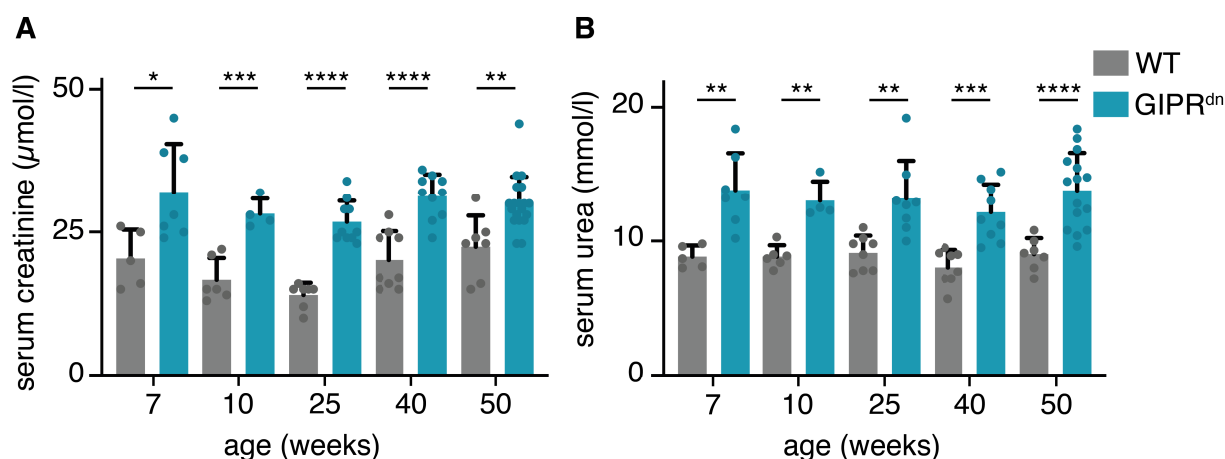 A
serum creatinine (µmol/l)
50
25
0
* *** **** **** **
7 10 25 40 50
age (weeks)
B
serum urea (mmol/l)
20
10
0
** ** ** *** ****
7 10 25 40 50
age (weeks)
WT
GIPRdn